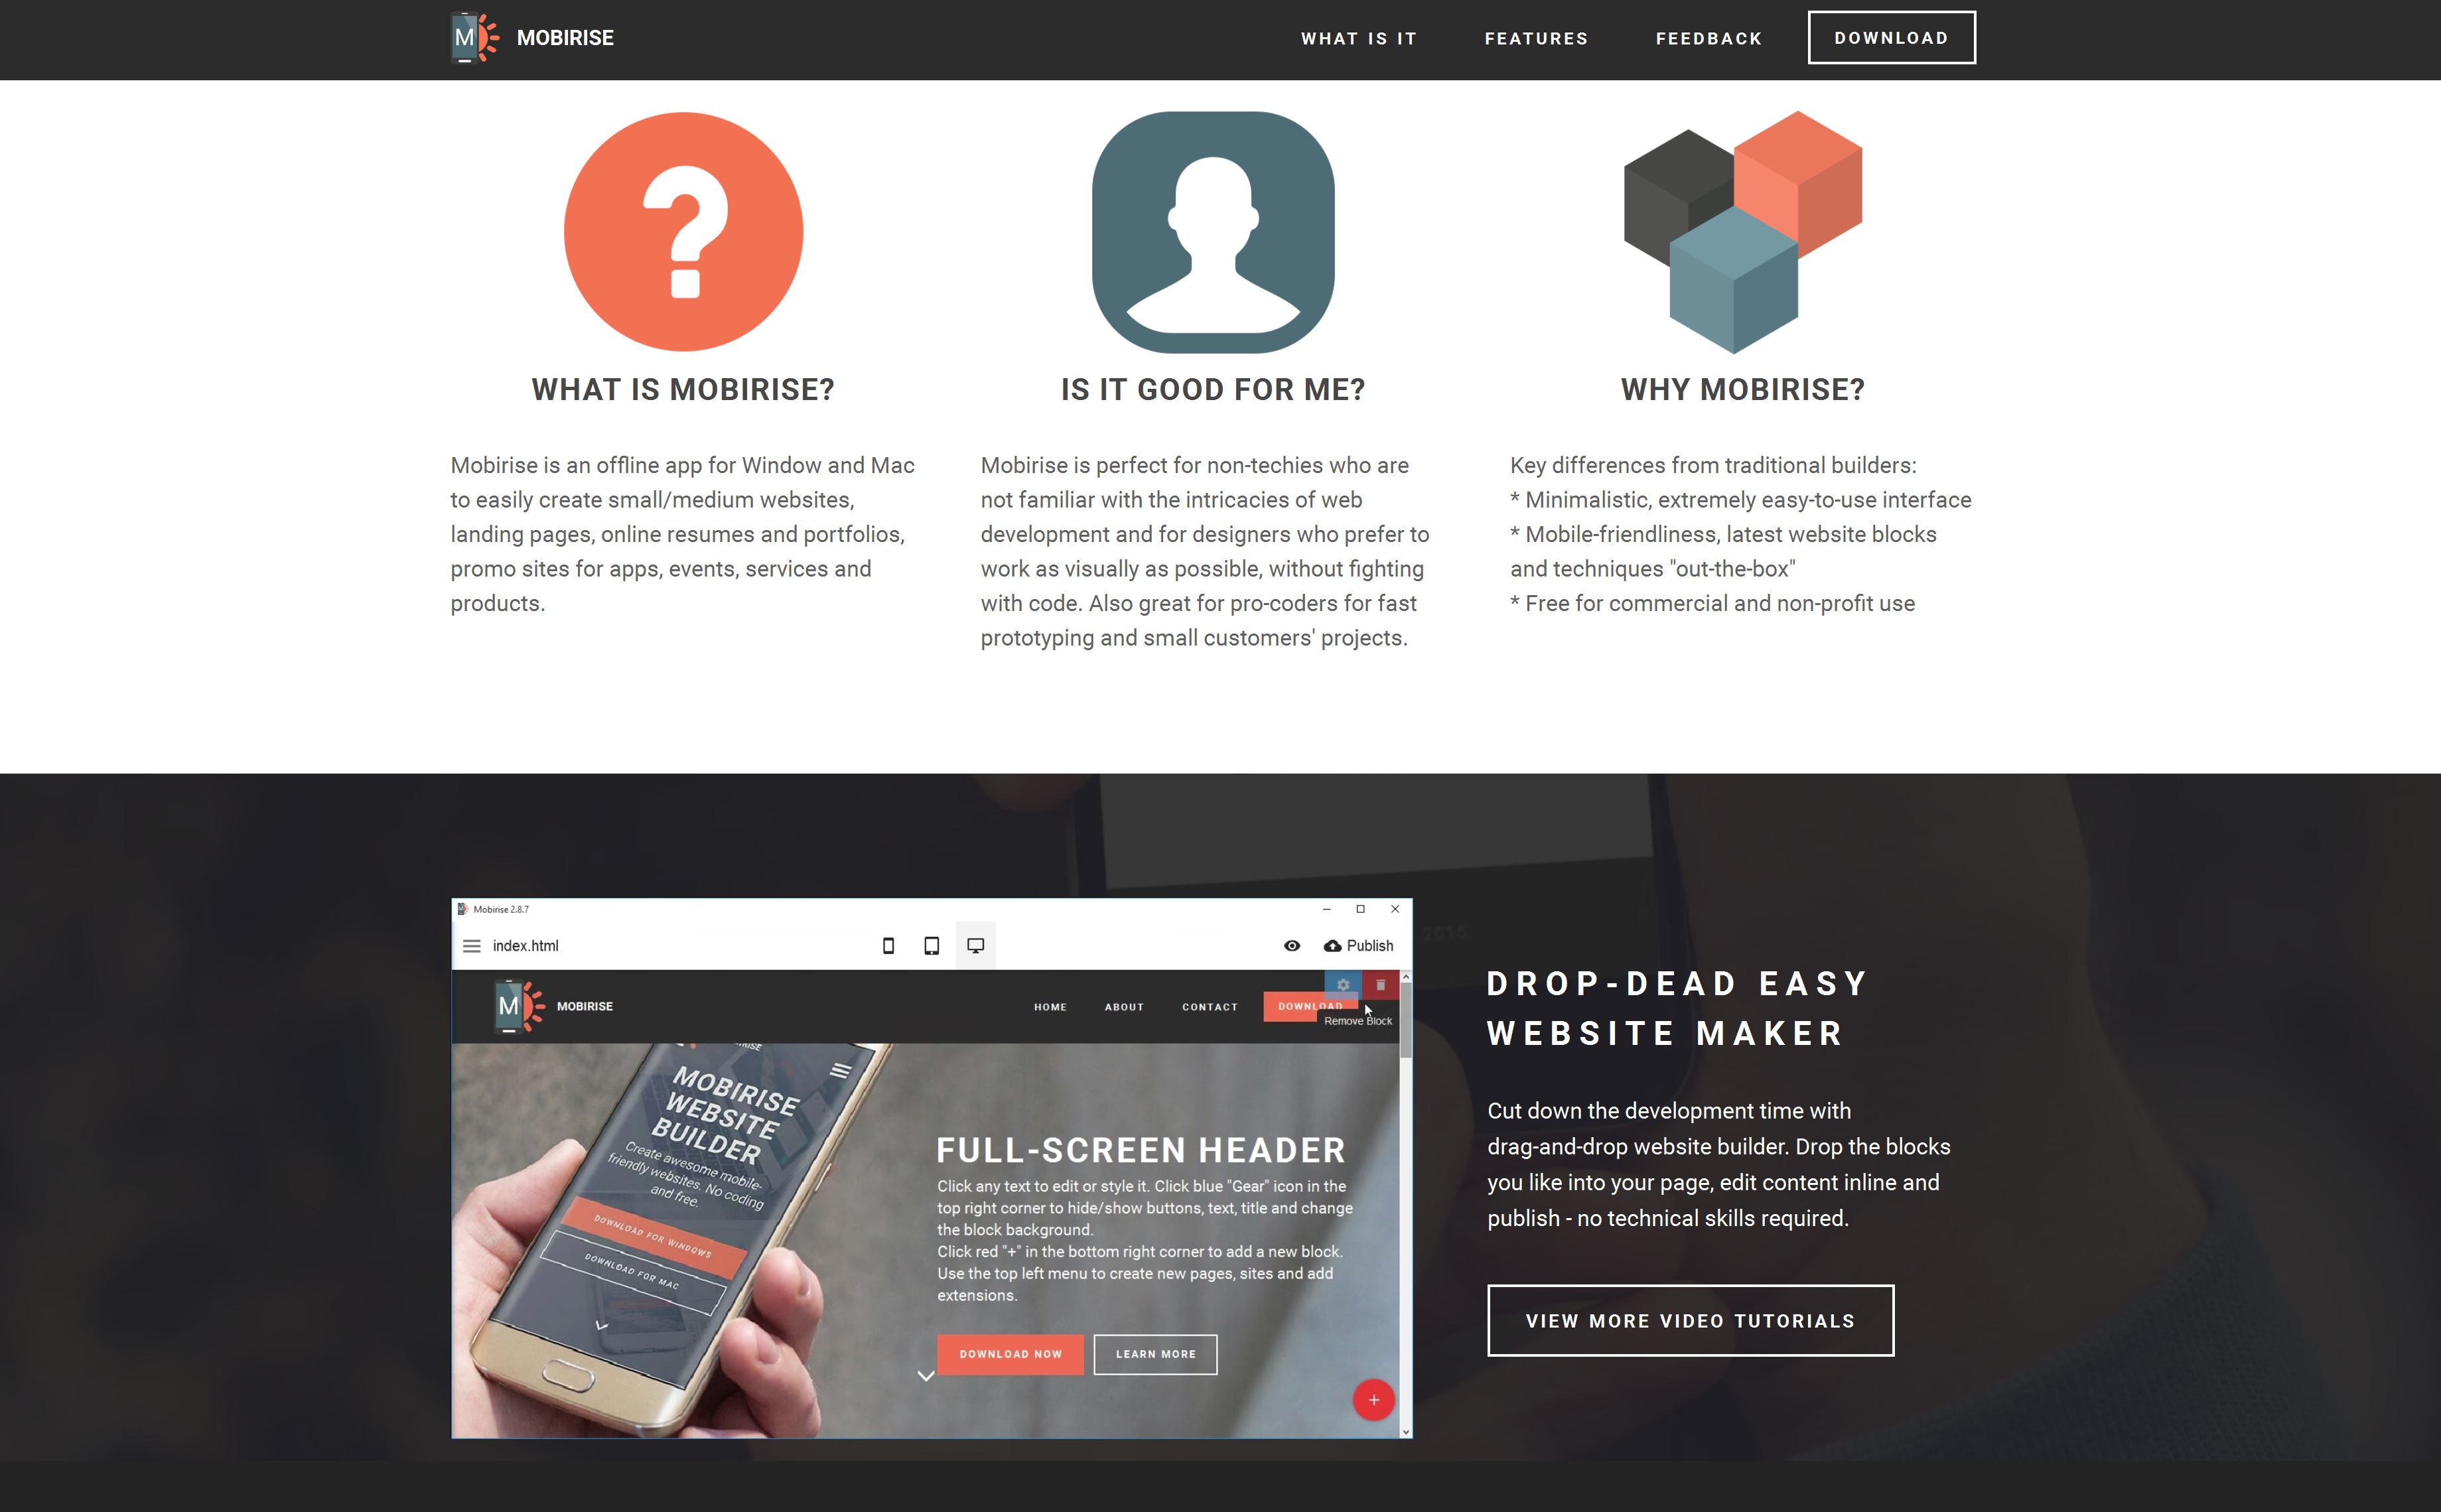 M
MOBIRISE
WHAT IS IT
FEATURES
FEEDBACK
DOWNLOAD
WHAT IS MOBIRISE?
Mobirise is an offline app for Window and Mac
to easily create small/medium websites,
landing pages, online resumes and portfolios,
promo sites for apps, events, services and
products.
IS IT GOOD FOR ME?
Mobirise is perfect for non-techies who are
not familiar with the intricacies of web
development and for designers who prefer to
work as visually as possible, without fighting
with code. Also great for pro-coders for fast
prototyping and small customers' projects.
WHY MOBIRISE?
Key differences from traditional builders:
* Minimalistic, extremely easy-to-use interface
* Mobile-friendliness, latest website blocks
and techniques "out-the-box"
* Free for commercial and non-profit use
2015
Mobirise 2.8.7
index.html
Publish
M
MOBIRISE
HOME
ABOUT
CONTACT
DOWNLOAD
Remove Block
MOBIRISE
WEBSITE
BUILDER
Create awesome mobile-
friendly websites. No coding
and free.
DOWNLOAD FOR WINDOWS
DOWNLOAD FOR MAC
FULL-SCREEN HEADER
Click any text to edit or style it. Click blue "Gear" icon in the
top right corner to hide/show buttons, text, title and change
the block background.
Click red "+" in the bottom right corner to add a new block.
Use the top left menu to create new pages, sites and add
extensions.
DOWNLOAD NOW
LEARN MORE
+
DROP-DEAD EASY
WEBSITE MAKER
Cut down the development time with
drag-and-drop website builder. Drop the blocks
you like into your page, edit content inline and
publish - no technical skills required.
VIEW MORE VIDEO TUTORIALS